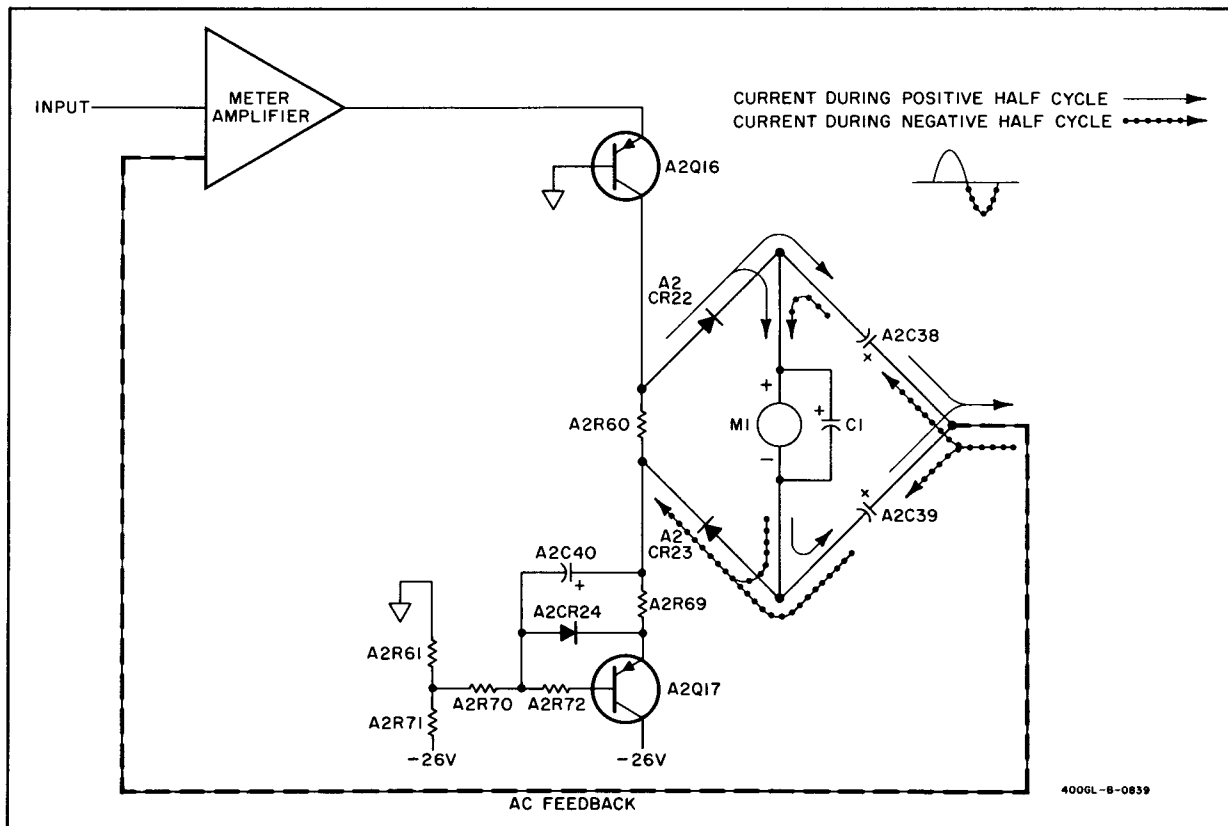 INPUT
METER
AMPLIFIER
CURRENT DURING POSITIVE HALF CYCLE
CURRENT DURING NEGATIVE HALF CYCLE
A2Q16
A2
CR22
A2C38
x
A2R60
+
M1
-
+
C1
x
A2C39
A2
CR23
A2C40
+
A2R69
A2CR24
A2R61
A2Q17
A2R70
A2R72
A2R71
-26V
-26V
AC FEEDBACK
400GL-B-0839